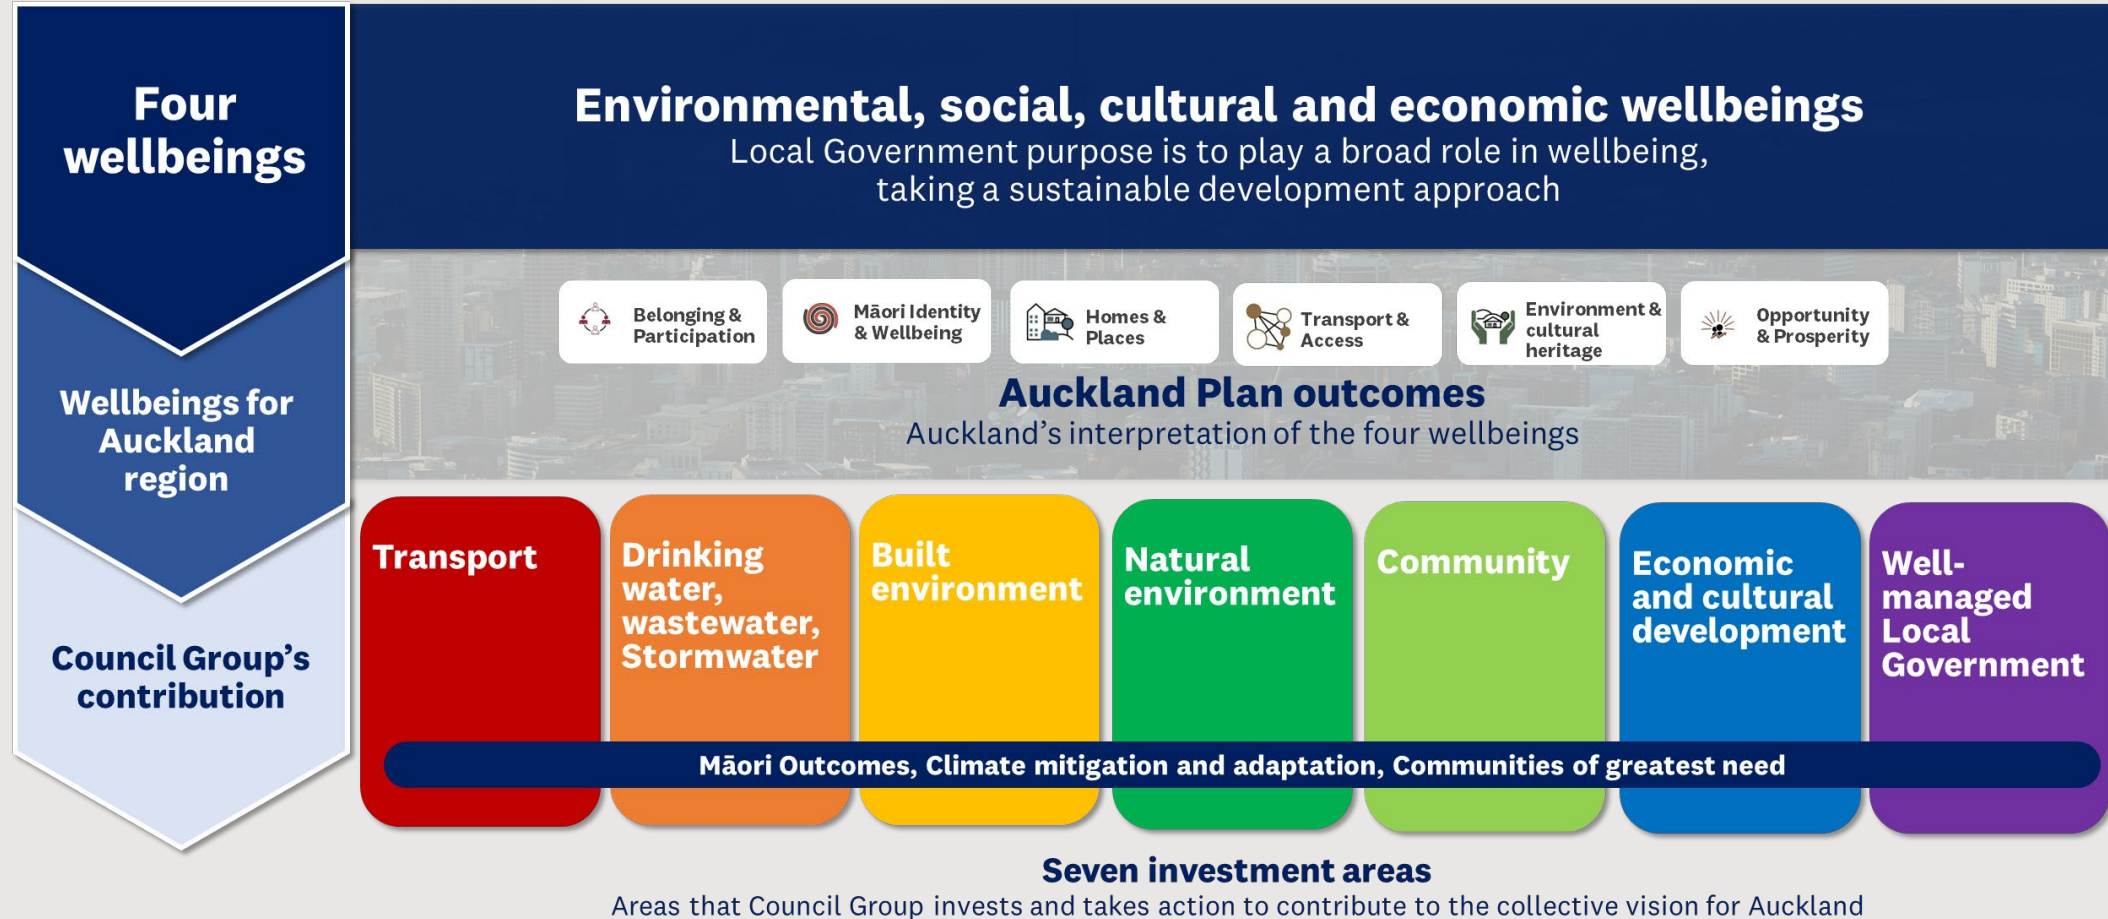 Four
wellbeings
Environmental, social, cultural and economic wellbeings
Local Government purpose is to play a broad role in wellbeing,
taking a sustainable development approach
Wellbeings for
Auckland
region
Belonging &
Participation
Māori Identity
& Wellbeing
Homes &
Places
Transport &
Access
Environment &
cultural
heritage
Opportunity
& Prosperity
Auckland Plan outcomes
Auckland's interpretation of the four wellbeings
Council Group's
contribution
Transport
Drinking
water,
wastewater,
Stormwater
Built
environment
Natural
environment
Community
Economic
and cultural
development
Well-
managed
Local
Government
Māori Outcomes, Climate mitigation and adaptation, Communities of greatest need
Seven investment areas
Areas that Council Group invests and takes action to contribute to the collective vision for Auckland